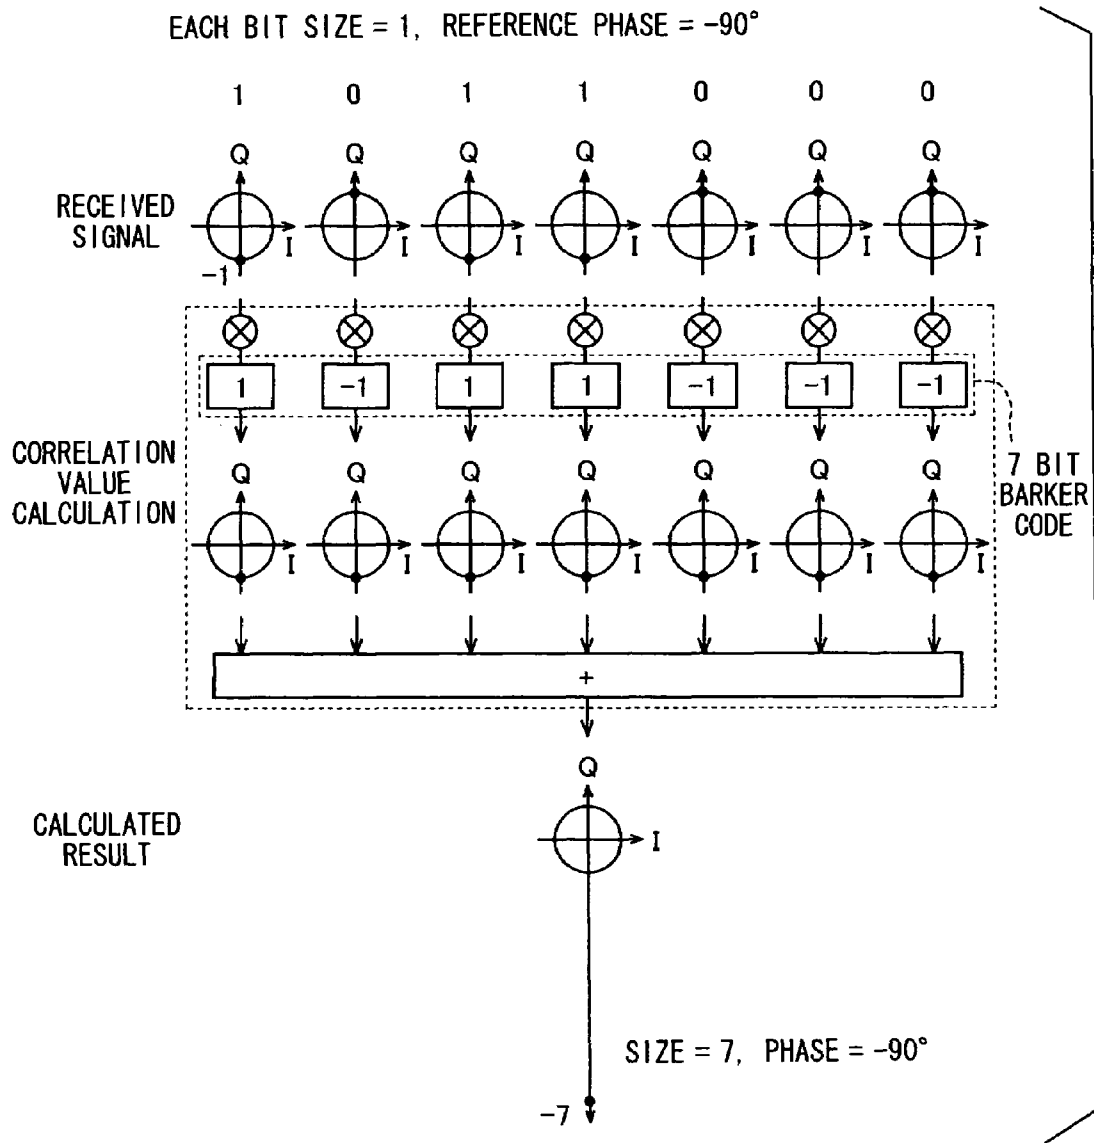 EACH BIT SIZE = 1, REFERENCE PHASE = -90°
1 0 1 1 0 0 0
Q Q Q Q Q Q Q
RECEIVED
SIGNAL
I I I I I I I
-1
1 -1 1 1 -1 -1 -1
CORRELATION
VALUE
CALCULATION
Q Q Q Q Q Q Q
7 BIT
BARKER
CODE
I I I I I I I
+
Q
CALCULATED
RESULT
I
SIZE = 7, PHASE = -90°
-7